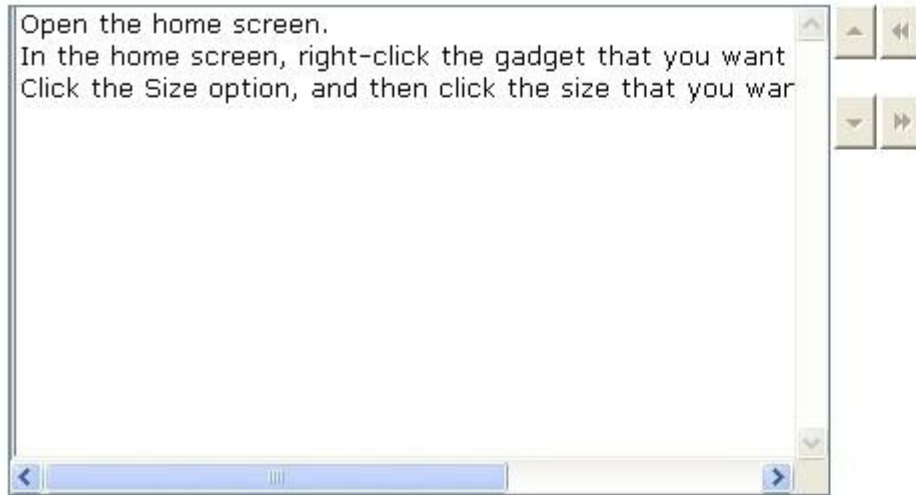 Open the home screen.
In the home screen, right-click the gadget that you want
Click the Size option, and then click the size that you